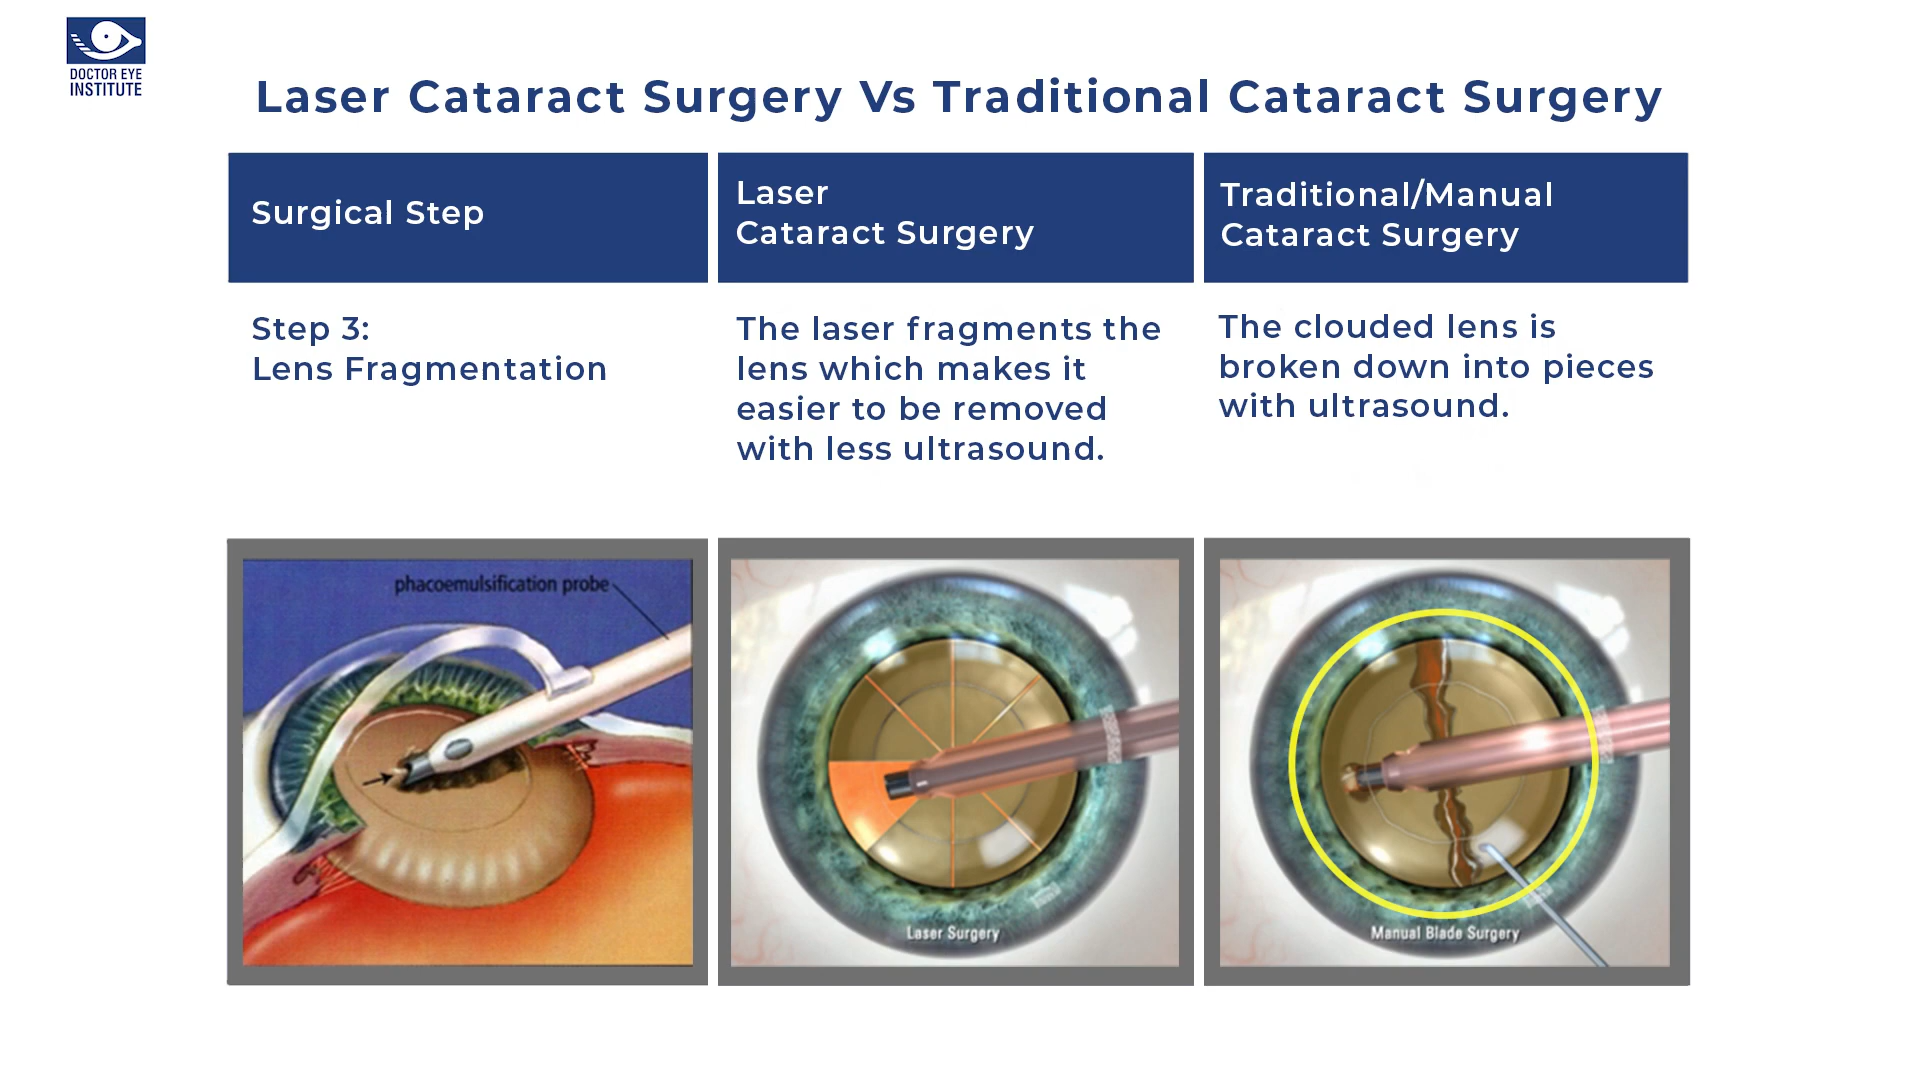 DOCTOR EYE
INSTITUTE
Laser Cataract Surgery Vs Traditional Cataract Surgery
Surgical Step
Laser
Cataract Surgery
Traditional/Manual
Cataract Surgery
Step 3:
Lens Fragmentation
The laser fragments the
lens which makes it
easier to be removed
with less ultrasound.
The clouded lens is
broken down into pieces
with ultrasound.
phacoemulsification probe
Laser Surgery
Manual Blade Surgery